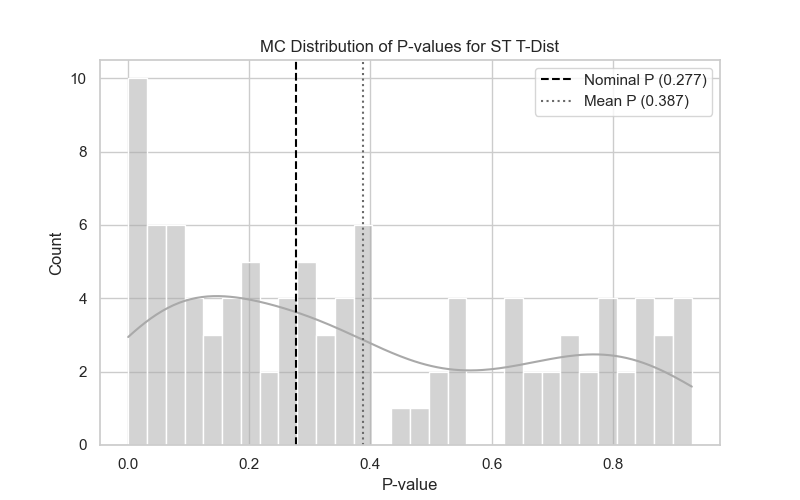 MC Distribution of P-values for ST T-Dist
Nominal P (0.277)
Mean P (0.387)
Count
10
8
6
4
2
0
0.0 0.2 0.4 0.6 0.8
P-value